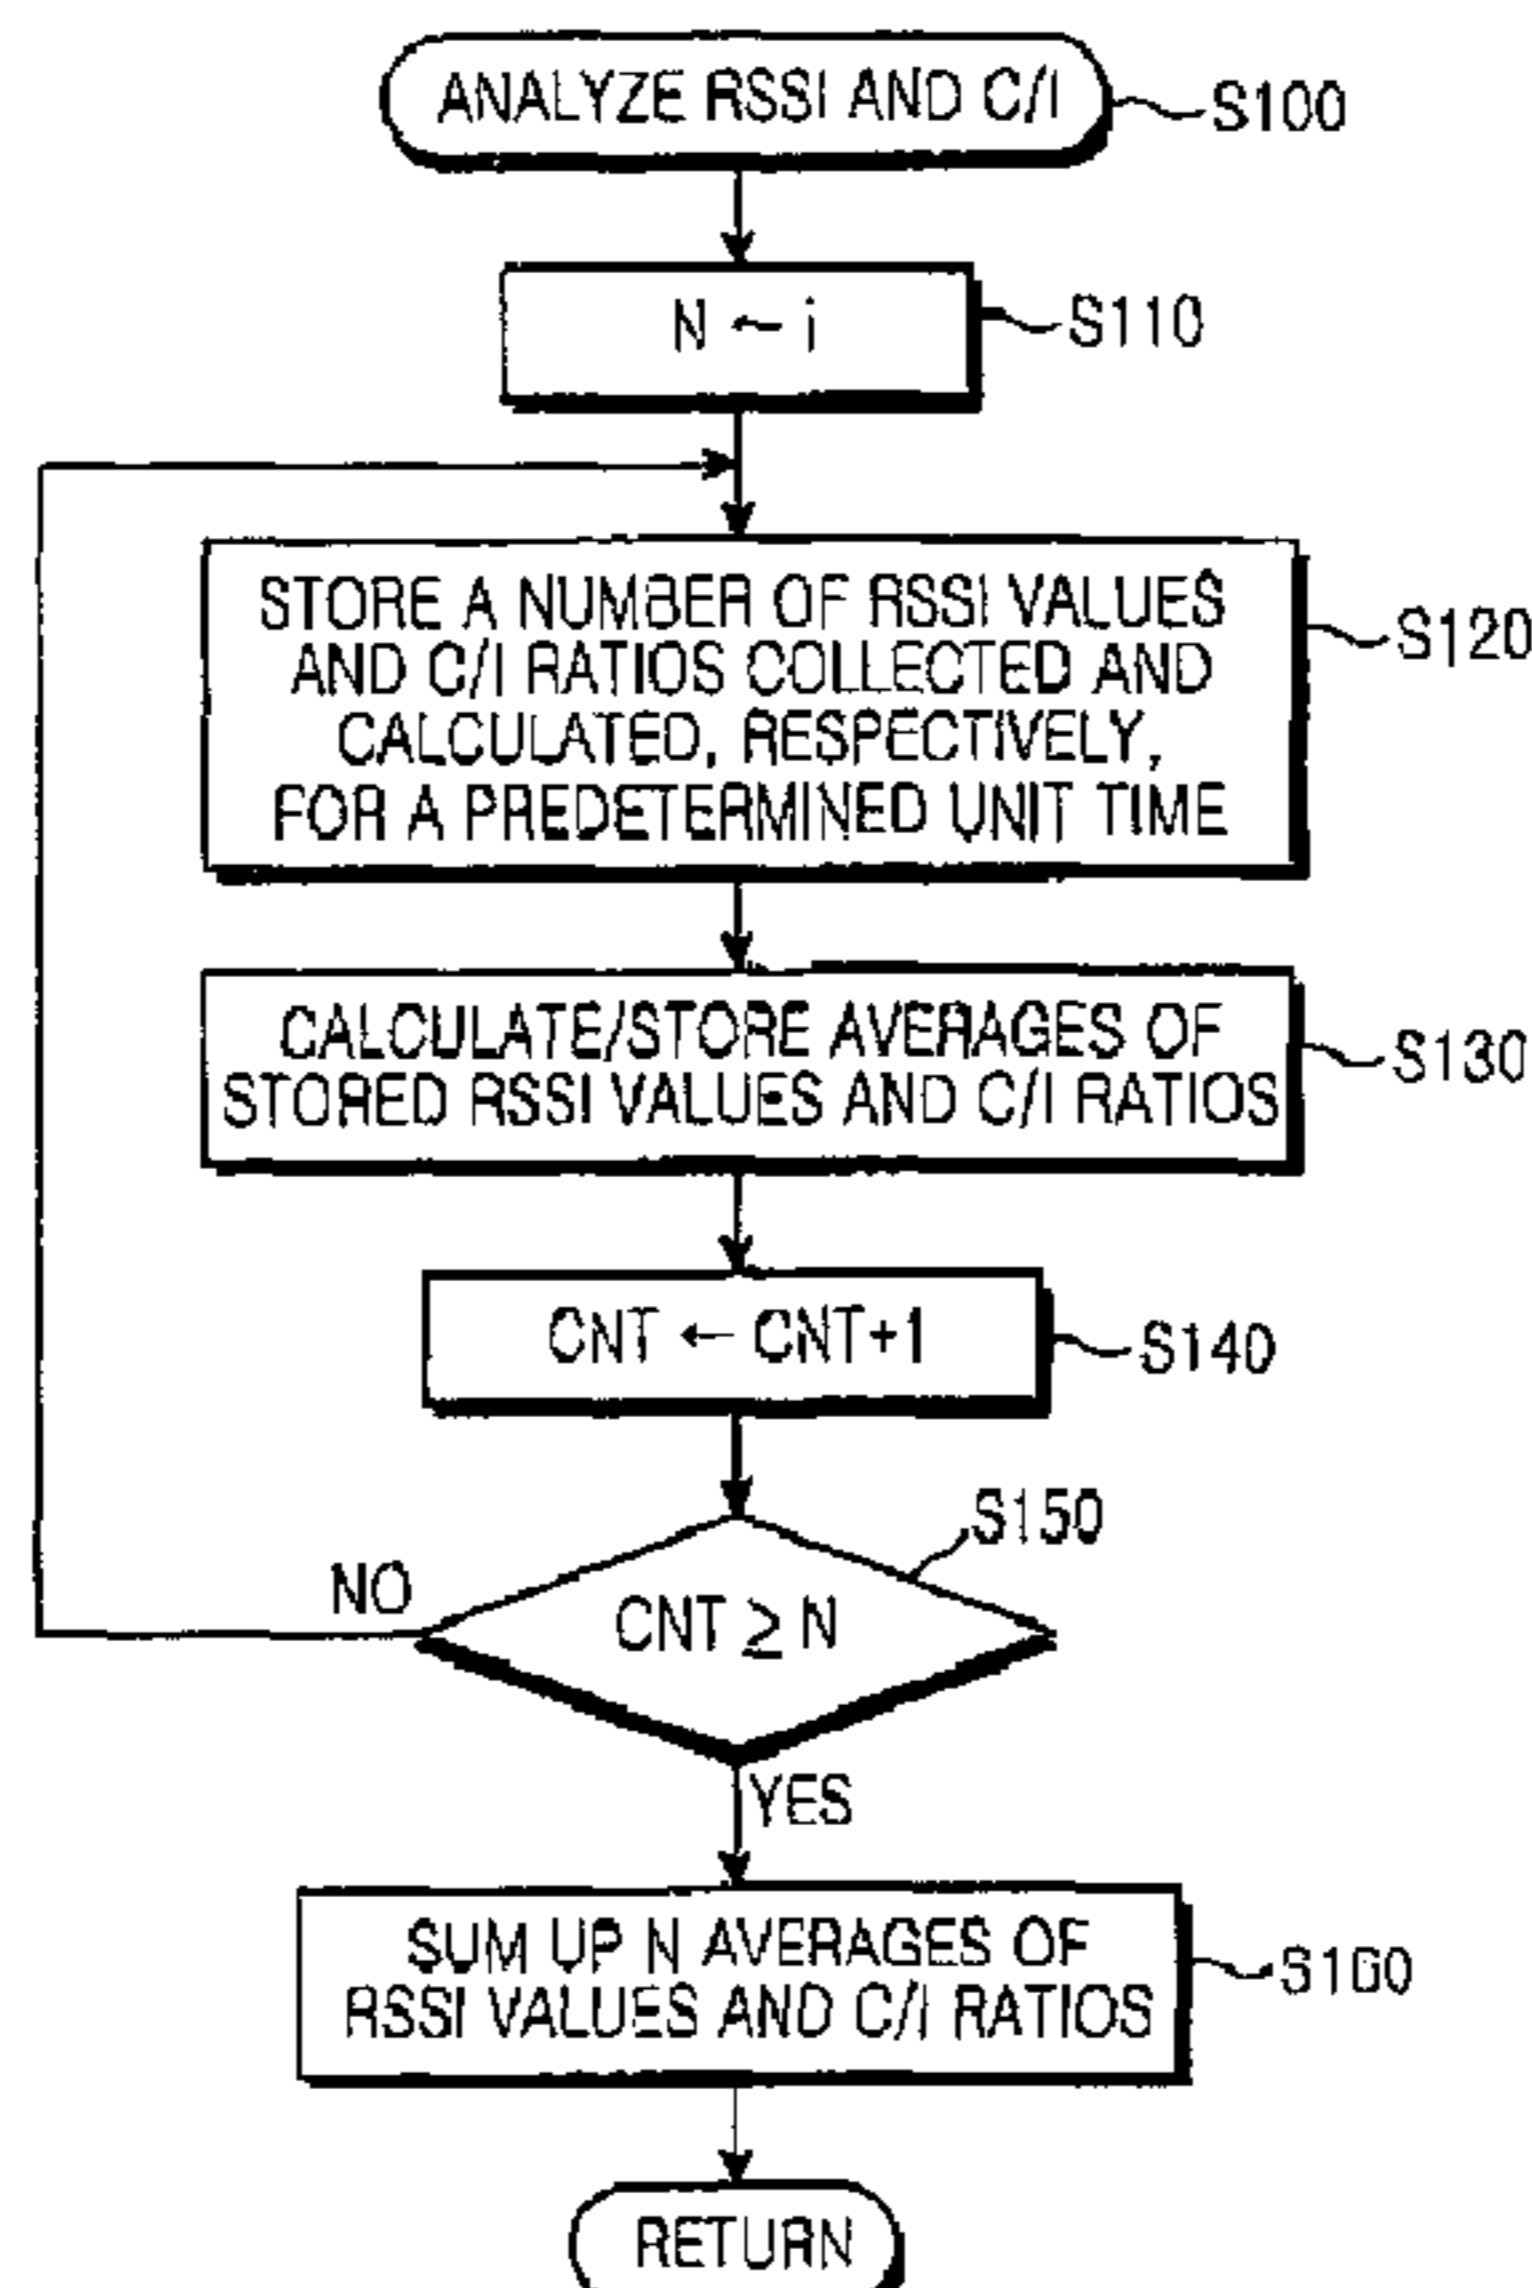 ANALYZE RSSI AND C/I
S100
N ← i
S110
STORE A NUMBER OF RSSI VALUES
AND C/I RATIOS COLLECTED AND
CALCULATED, RESPECTIVELY,
FOR A PREDETERMINED UNIT TIME
S120
CALCULATE/STORE AVERAGES OF
STORED RSSI VALUES AND C/I RATIOS
S130
CNT ← CNT+1
S140
S150
NO
CNT ≥ N
YES
SUM UP N AVERAGES OF
RSSI VALUES AND C/I RATIOS
S160
RETURN